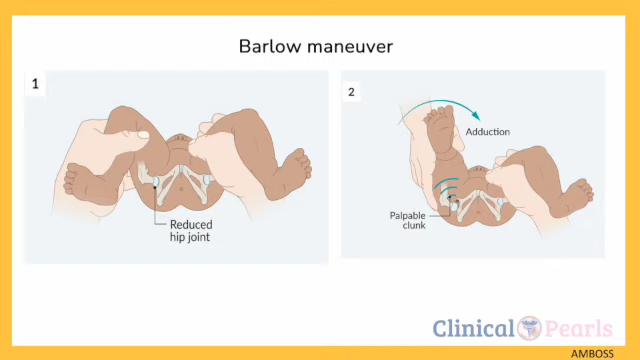 Barlow maneuver
1
Reduced
hip joint
2
Adduction
Palpable
clunk
Clinical Pearls
AMBOSS